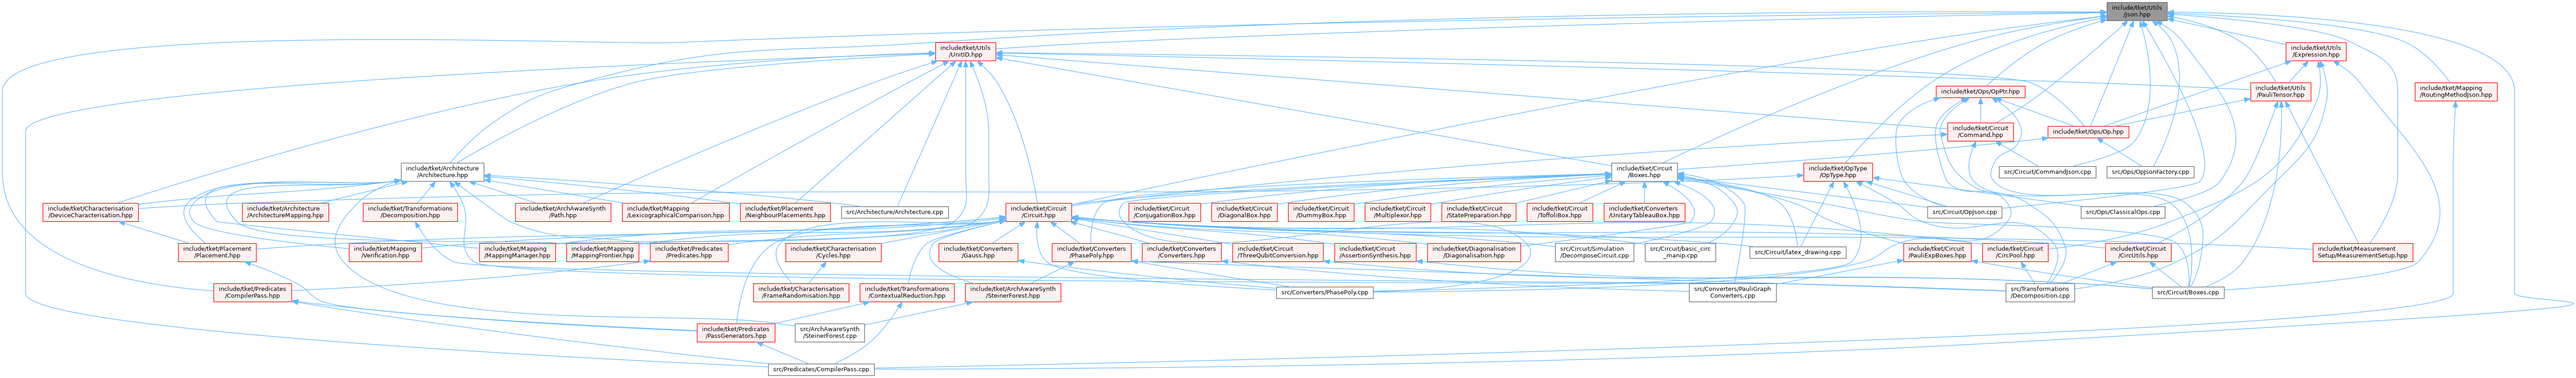 include/tket/Utils
/Json.hpp
include/tket/Utils
/UnitID.hpp
include/tket/Utils
/Expression.hpp
include/tket/Ops/OpPtr.hpp
include/tket/Utils
/PauliTensor.hpp
include/tket/Mapping
/RoutingMethodJson.hpp
include/tket/Circuit
/Command.hpp
include/tket/Ops/Op.hpp
include/tket/Architecture
/Architecture.hpp
include/tket/Circuit
/Boxes.hpp
include/tket/OpType
/OpType.hpp
src/Circuit/CommandJson.cpp
src/Ops/OpJsonFactory.cpp
include/tket/Characterisation
/DeviceCharacterisation.hpp
include/tket/Architecture
/ArchitectureMapping.hpp
include/tket/Transformations
/Decomposition.hpp
include/tket/ArchAwareSynth
/Path.hpp
include/tket/Mapping
/LexicographicalComparison.hpp
include/tket/Placement
/NeighbourPlacements.hpp
src/Architecture/Architecture.cpp
include/tket/Circuit
/Circuit.hpp
include/tket/Circuit
/ConjugationBox.hpp
include/tket/Circuit
/DiagonalBox.hpp
include/tket/Circuit
/DummyBox.hpp
include/tket/Circuit
/Multiplexor.hpp
include/tket/Circuit
/StatePreparation.hpp
include/tket/Circuit
/ToffoliBox.hpp
include/tket/Converters
/UnitaryTableauBox.hpp
src/Circuit/OpJson.cpp
src/Ops/ClassicalOps.cpp
include/tket/Placement
/Placement.hpp
include/tket/Mapping
/Verification.hpp
include/tket/Mapping
/MappingManager.hpp
include/tket/Mapping
/MappingFrontier.hpp
include/tket/Predicates
/Predicates.hpp
include/tket/Characterisation
/Cycles.hpp
include/tket/Converters
/Gauss.hpp
include/tket/Converters
/PhasePoly.hpp
include/tket/Converters
/Converters.hpp
include/tket/Circuit
/ThreeQubitConversion.hpp
include/tket/Circuit
/AssertionSynthesis.hpp
include/tket/Diagonalisation
/Diagonalisation.hpp
src/Circuit/Simulation
/DecomposeCircuit.cpp
src/Circuit/basic_circ
_manip.cpp
src/Circuit/latex_drawing.cpp
include/tket/Circuit
/PauliExpBoxes.hpp
include/tket/Circuit
/CircPool.hpp
include/tket/Circuit
/CircUtils.hpp
include/tket/Measurement
Setup/MeasurementSetup.hpp
include/tket/Predicates
/CompilerPass.hpp
include/tket/Characterisation
/FrameRandomisation.hpp
include/tket/Transformations
/ContextualReduction.hpp
include/tket/ArchAwareSynth
/SteinerForest.hpp
src/Converters/PhasePoly.cpp
src/Converters/PauliGraph
Converters.cpp
src/Transformations
/Decomposition.cpp
src/Circuit/Boxes.cpp
include/tket/Predicates
/PassGenerators.hpp
src/ArchAwareSynth
/SteinerForest.cpp
src/Predicates/CompilerPass.cpp